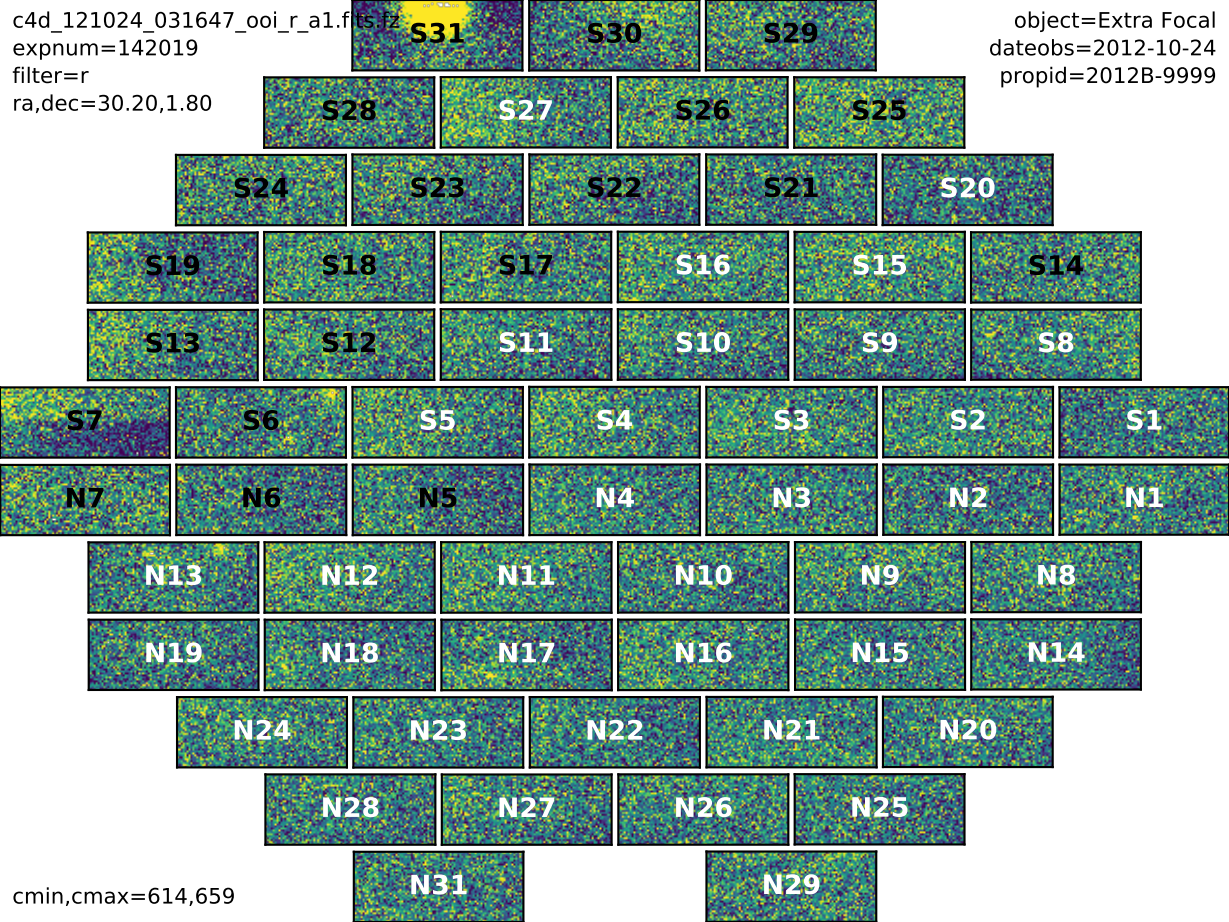 c4d_121024_031647_ooi_r_a1.fits.fz
expnum=142019
filter=r
ra,dec=30.20,1.80
object=Extra Focal
dateobs=2012-10-24
propid=2012B-9999
S31 S30 S29
S28 S27 S26 S25
S24 S23 S22 S21 S20
S19 S18 S17 S16 S15 S14
S13 S12 S11 S10 S9 S8
S7 S6 S5 S4 S3 S2 S1
N7 N6 N5 N4 N3 N2 N1
N13 N12 N11 N10 N9 N8
N19 N18 N17 N16 N15 N14
N24 N23 N22 N21 N20
N28 N27 N26 N25
N31 N29
cmin,cmax=614,659